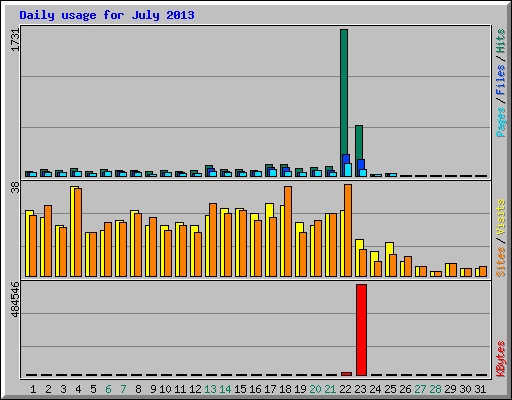 Daily usage for July 2013
1731
Pages / Files / Hits
38
Sites / Visits
484546
KBytes
1 2 3 4 5 6 7 8 9 10 11 12 13 14 15 16 17 18 19 20 21 22 23 24 25 26 27 28 29 30 31